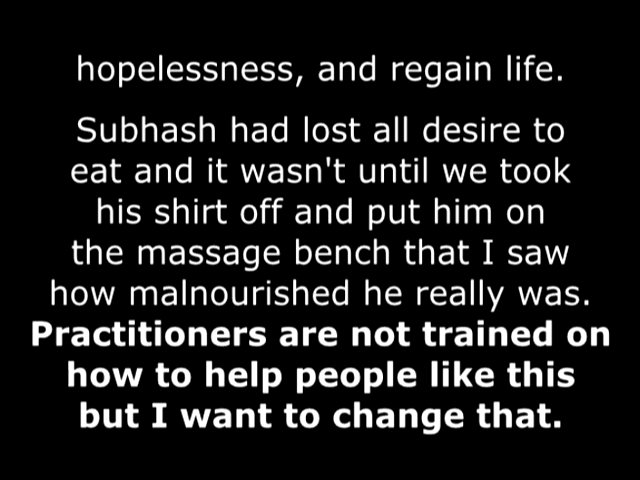 hopelessness, and regain life.
Subhash had lost all desire to
eat and it wasn't until we took
his shirt off and put him on
the massage bench that I saw
how malnourished he really was.
Practitioners are not trained on
how to help people like this
but I want to change that.